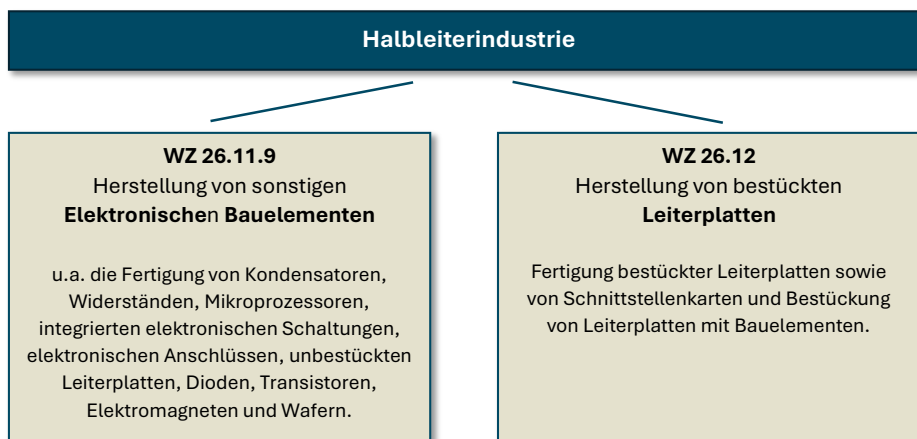 Halbleiterindustrie
WZ 26.11.9
Herstellung von sonstigen
Elektronischen Bauelementen
u.a. die Fertigung von Kondensatoren,
Widerständen, Mikroprozessoren,
integrierten elektronischen Schaltungen,
elektronischen Anschlüssen, unbestückten
Leiterplatten, Dioden, Transistoren,
Elektromagneten und Wafern.
WZ 26.12
Herstellung von bestückten
Leiterplatten
Fertigung bestückter Leiterplatten sowie
von Schnittstellenkarten und Bestückung
von Leiterplatten mit Bauelementen.